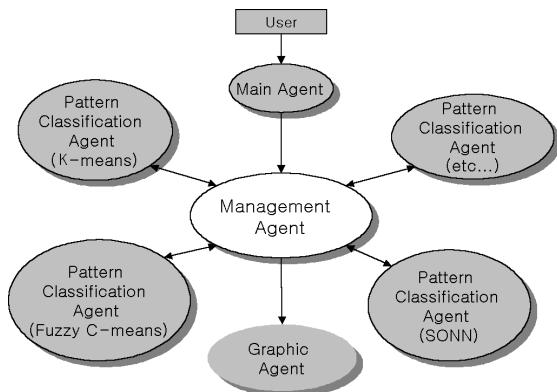 User
Main Agent
Pattern
Classification
Agent
(K-means)
Pattern
Classification
Agent
(etc...)
Management
Agent
Pattern
Classification
Agent
(Fuzzy C-means)
Pattern
Classification
Agent
(SONN)
Graphic
Agent